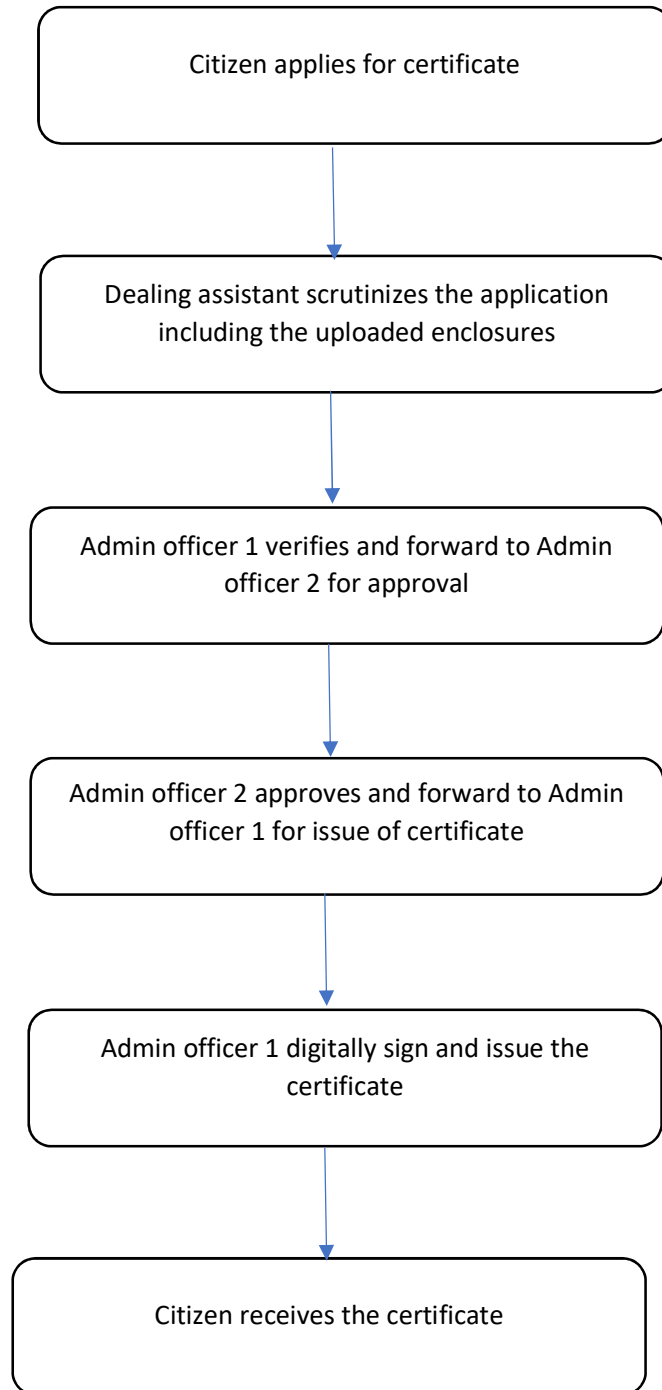 Citizen applies for certificate
Dealing assistant scrutinizes the application
including the uploaded enclosures
Admin officer 1 verifies and forward to Admin
officer 2 for approval
Admin officer 2 approves and forward to Admin
officer 1 for issue of certificate
Admin officer 1 digitally sign and issue the
certificate
Citizen receives the certificate